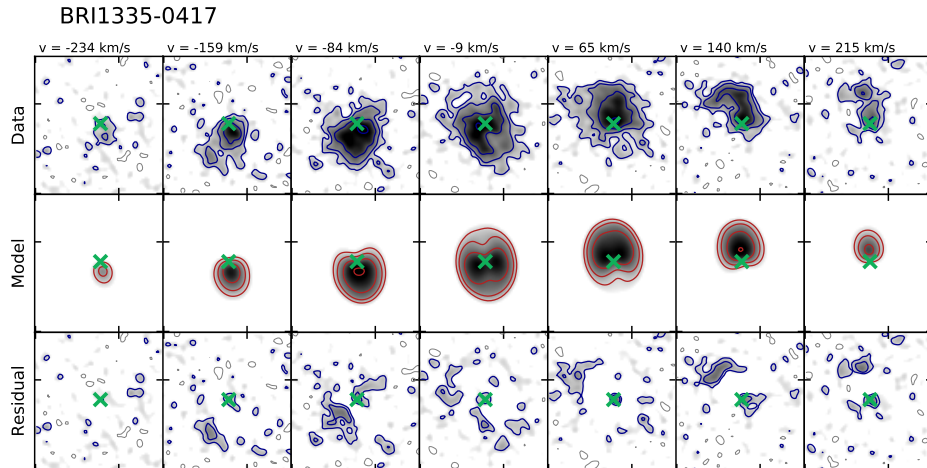 BRI1335-0417
v = -234 km/s v = -159 km/s v = -84 km/s v = -9 km/s v = 65 km/s v = 140 km/s v = 215 km/s
Data
Model
Residual